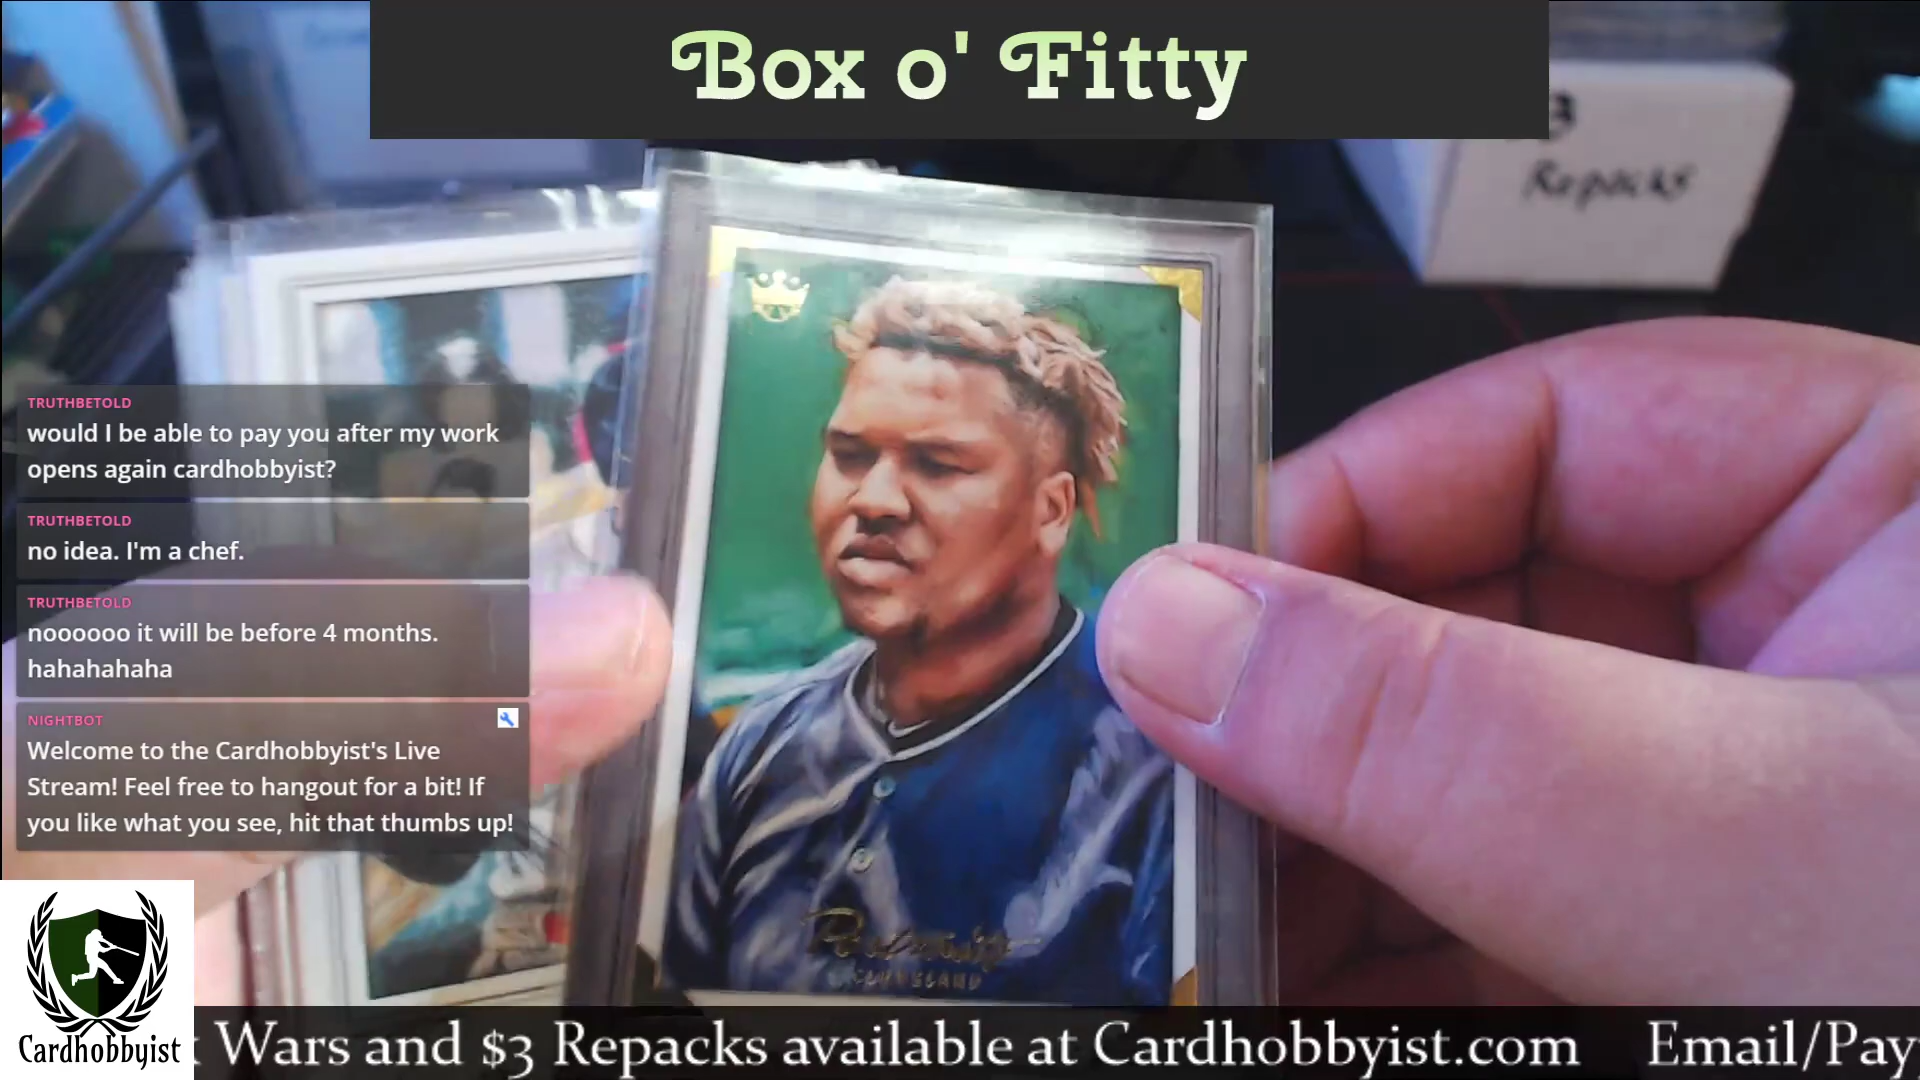 Box o' Fitty
3
Repacks
TRUTHBETOLD
would I be able to pay you after my work
opens again cardhobbyist?
TRUTHBETOLD
no idea. I'm a chef.
TRUTHBETOLD
noooooo it will be before 4 months.
hahahahaha
NIGHTBOT
Welcome to the Cardhobbyist's Live
Stream! Feel free to hangout for a bit! If
you like what you see, hit that thumbs up!
CLEVELAND
Cardhobbyist
Wars and $3 Repacks available at Cardhobbyist.com Email/Pay